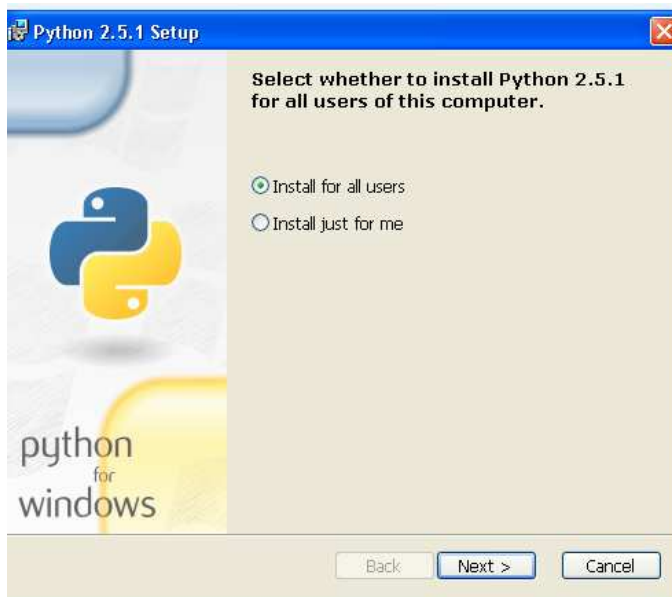 Python 2.5.1 Setup
Select whether to install Python 2.5.1
for all users of this computer.
Install for all users
Install just for me
python
for
windows
Back
Next >
Cancel